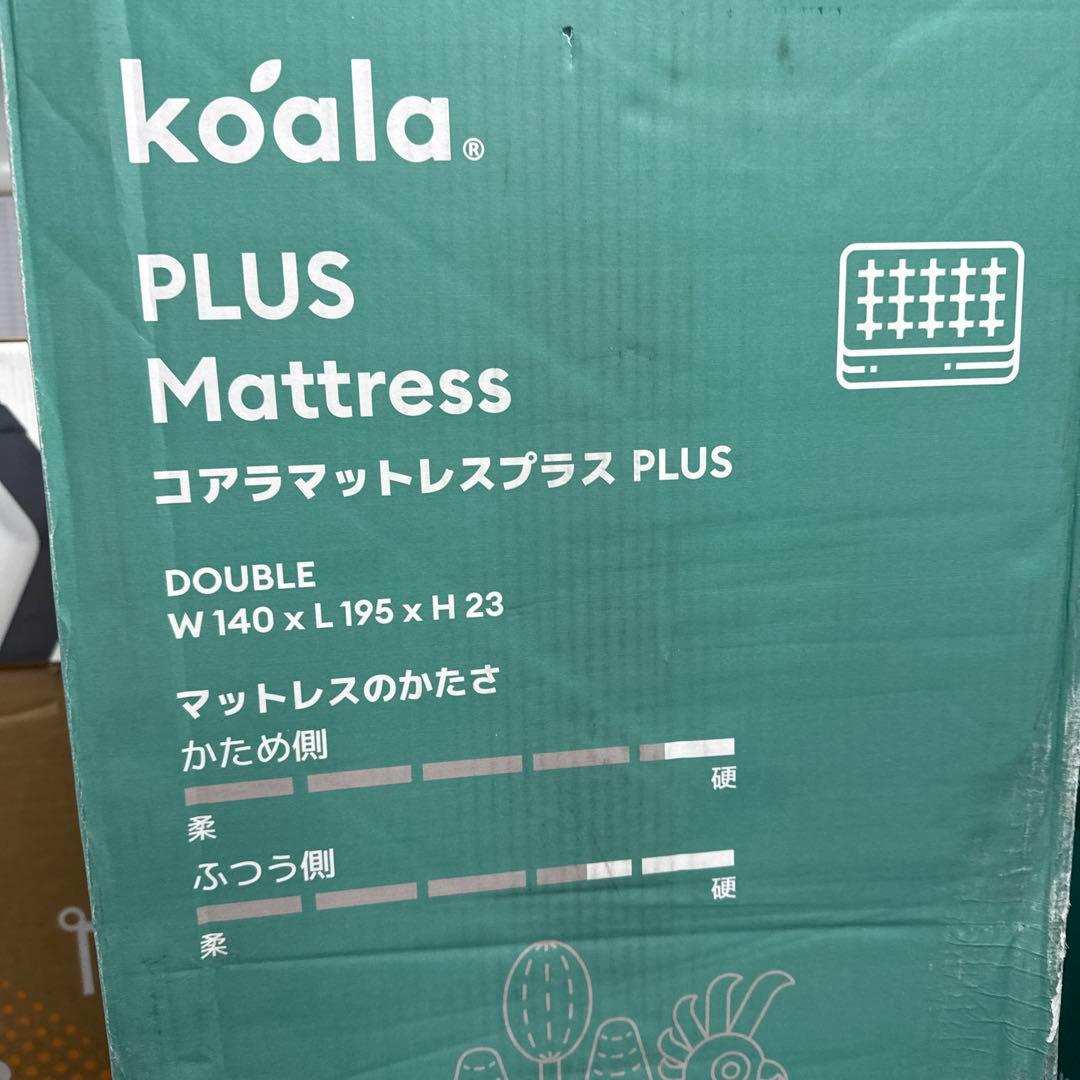 koala®
PLUS
Mattress
コアラマットレスプラス PLUS
DOUBLE
W 140 x L 195 x H 23
マットレスのかたさ
かため側
硬
柔
ふつう側
硬
柔